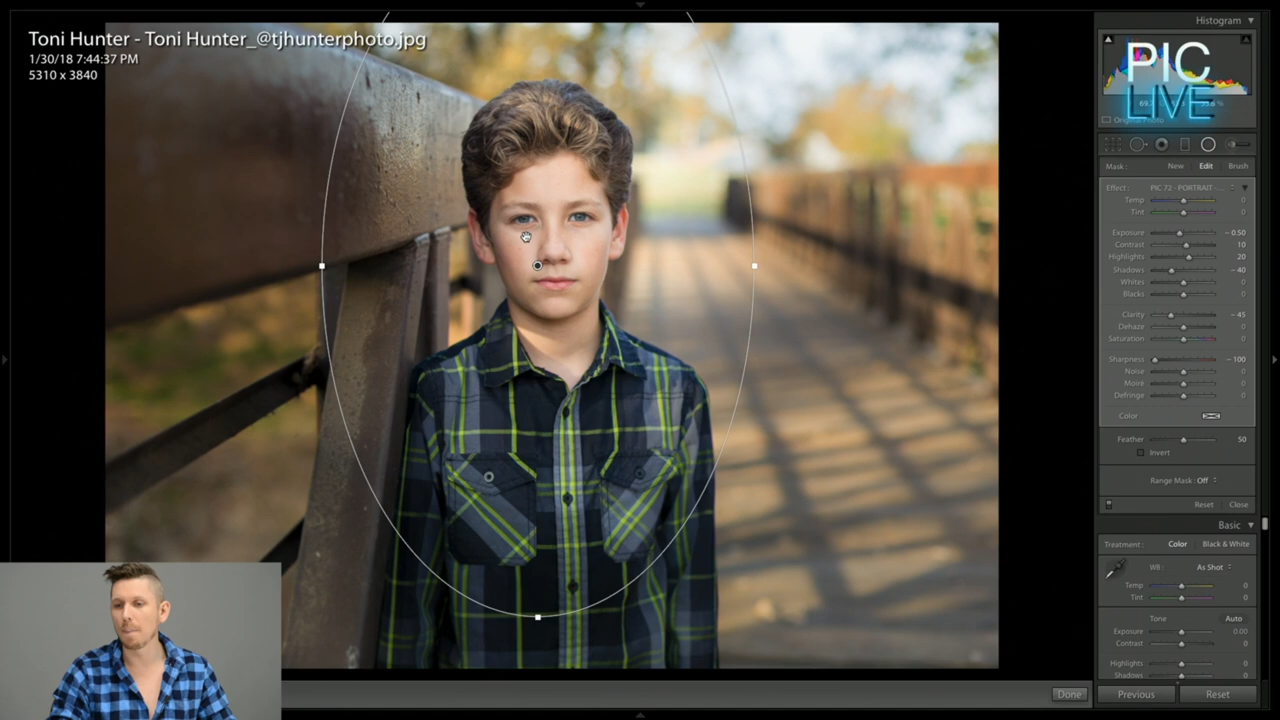 Toni Hunter - Toni Hunter_@tjhunterphoto.jpg
1/30/18 7:44:37 PM
5310 x 3840
Histogram
PIC
LIVE
Mask : New Edit Brush
Effect : PIC 72 - PORTRAIT -...
Temp 0
Tint 0
Exposure – 0.50
Contrast 10
Highlights 20
Shadows – 40
Whites 0
Blacks 0
Clarity – 45
Dehaze 0
Saturation 0
Sharpness – 100
Noise 0
Moiré 0
Defringe 0
Color
Feather 50
Invert
Range Mask : Off
Reset Close
Basic
Treatment : Color Black & White
WB : As Shot
Temp 0
Tint 0
Tone Auto
Exposure 0.00
Contrast 0
Highlights 0
Shadows 0
Done
Previous Reset